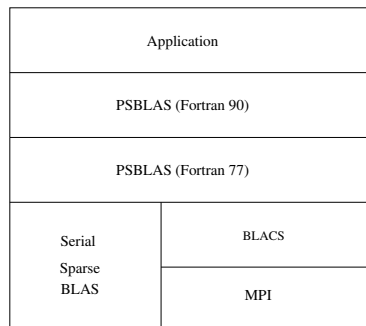 Application
PSBLAS (Fortran 90)
PSBLAS (Fortran 77)
Serial
Sparse
BLAS
BLACS
MPI